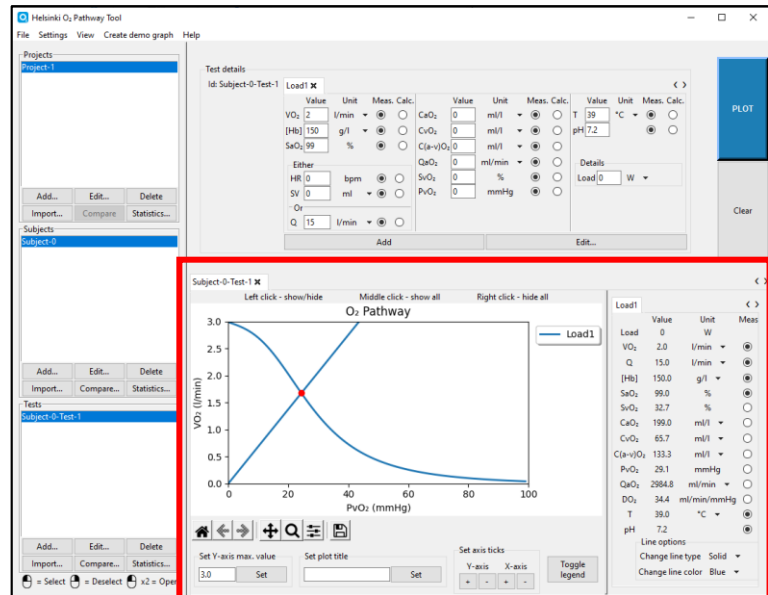 Helsinki O₂ Pathway Tool
File Settings View Create demo graph Help
Projects
Project-1
Add... Edit... Delete
Import... Compare Statistics...
Subjects
Subject-0
Add... Edit... Delete
Import... Compare... Statistics...
Tests
Subject-0-Test-1
Add... Edit... Delete
Import... Compare... Statistics...
= Select = Deselect x2 = Open
Test details
Id: Subject-0-Test-1 Load1 ✖ < >
Value Unit Meas. Calc. Value Unit Meas. Calc. Value Unit Meas. Calc.
VO₂ 2 l/min CaO₂ 0 ml/l T 39 °C
[Hb] 150 g/l CvO₂ 0 ml/l pH 7.2
SaO₂ 99 % C(a-v)O₂ 0 ml/l
Either QaO₂ 0 ml/min Details
HR 0 bpm SvO₂ 0 % Load 0 W
SV 0 ml PvO₂ 0 mmHg
Or
Q 15 l/min
Add Edit...
PLOT
Clear
Subject-0-Test-1 ✖ < >
Left click - show/hide Middle click - show all Right click - hide all
O₂ Pathway
Load1
VO₂ (l/min)
3.0
2.5
2.0
1.5
1.0
0.5
0.0
0 20 40 60 80 100
PvO₂ (mmHg)
Set Y-axis max. value
3.0 Set
Set plot title
Set
Set axis ticks
Y-axis X-axis
+ - + -
Toggle
legend
Load1 < >
Value Unit Meas
Load 0 W
VO₂ 2.0 l/min
Q 15.0 l/min
[Hb] 150.0 g/l
SaO₂ 99.0 %
SvO₂ 32.7 %
CaO₂ 199.0 ml/l
CvO₂ 65.7 ml/l
C(a-v)O₂ 133.3 ml/l
PvO₂ 29.1 mmHg
QaO₂ 2984.8 ml/min
DO₂ 34.4 ml/min/mmHg
T 39.0 °C
pH 7.2
Line options
Change line type Solid
Change line color Blue